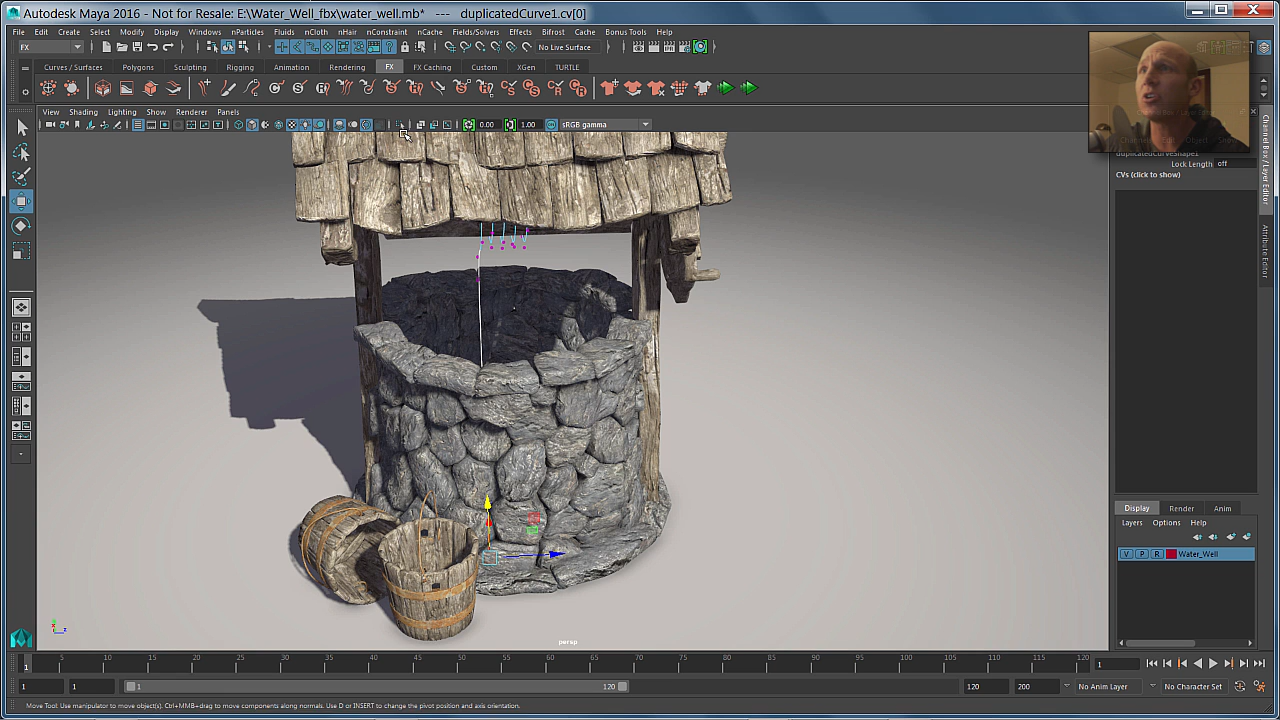 Autodesk Maya 2016 - Not for Resale: E:\Water_Well_fbx\water_well.mb* --- duplicatedCurve1.cv[0]
File Edit Create Select Modify Display Windows nParticles Fluids nCloth nHair nConstraint nCache Fields/Solvers Effects Bifrost Cache Bonus Tools Help
FX No Live Surface
Curves / Surfaces Polygons Sculpting Rigging Animation Rendering FX FX Caching Custom XGen TURTLE
View Shading Lighting Show Renderer Panels
0.00 1.00 sRGB gamma
duplicatedCurveShape1
Lock Length off
CVs (click to show)
Channel Box / Layer Editor
Attribute Editor
Display Render Anim
Layers Options Help
V P R Water_Well
persp
1 5 10 15 20 25 30 35 40 45 50 55 60 65 70 75 80 85 90 95 100 105 110 115 120 1
1 1 1 120 120 200 No Anim Layer No Character Set
Move Tool: Use manipulator to move object(s). Ctrl+MMB+drag to move components along normals. Use D or INSERT to change the pivot position and axis orientation.